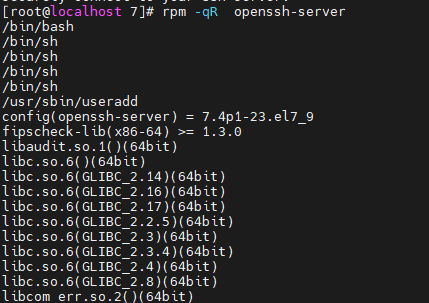 [root@localhost 7]# rpm -qR  openssh-server
/bin/bash
/bin/sh
/bin/sh
/bin/sh
/bin/sh
/usr/sbin/useradd
config(openssh-server) = 7.4p1-23.el7_9
fipscheck-lib(x86-64) >= 1.3.0
libaudit.so.1()(64bit)
libc.so.6()(64bit)
libc.so.6(GLIBC_2.14)(64bit)
libc.so.6(GLIBC_2.16)(64bit)
libc.so.6(GLIBC_2.17)(64bit)
libc.so.6(GLIBC_2.2.5)(64bit)
libc.so.6(GLIBC_2.3)(64bit)
libc.so.6(GLIBC_2.3.4)(64bit)
libc.so.6(GLIBC_2.4)(64bit)
libc.so.6(GLIBC_2.8)(64bit)
libcom_err.so.2()(64bit)